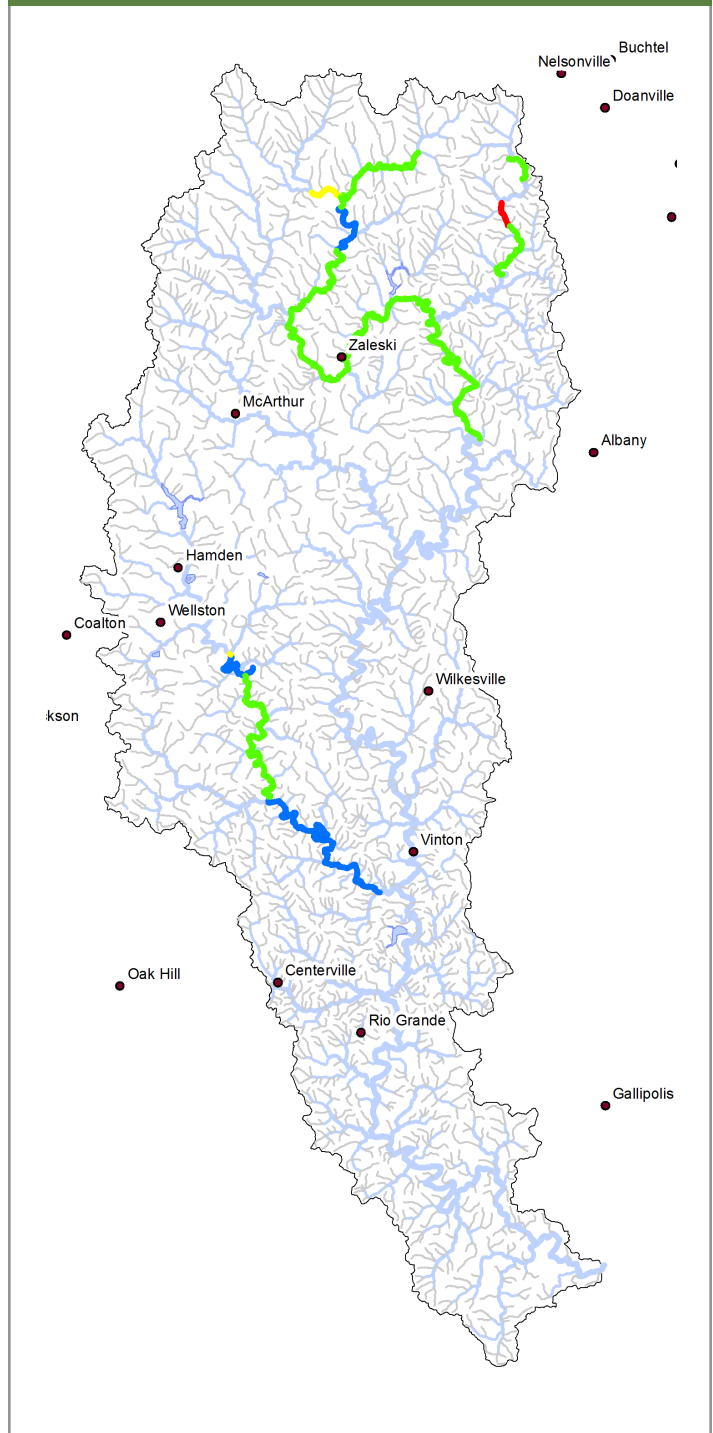 Buchtel
Nelsonville
Doanville
Zaleski
McArthur
Albany
Hamden
Wellston
Coalton
Wilkesville
kson
Vinton
Oak Hill
Centerville
Rio Grande
Gallipolis